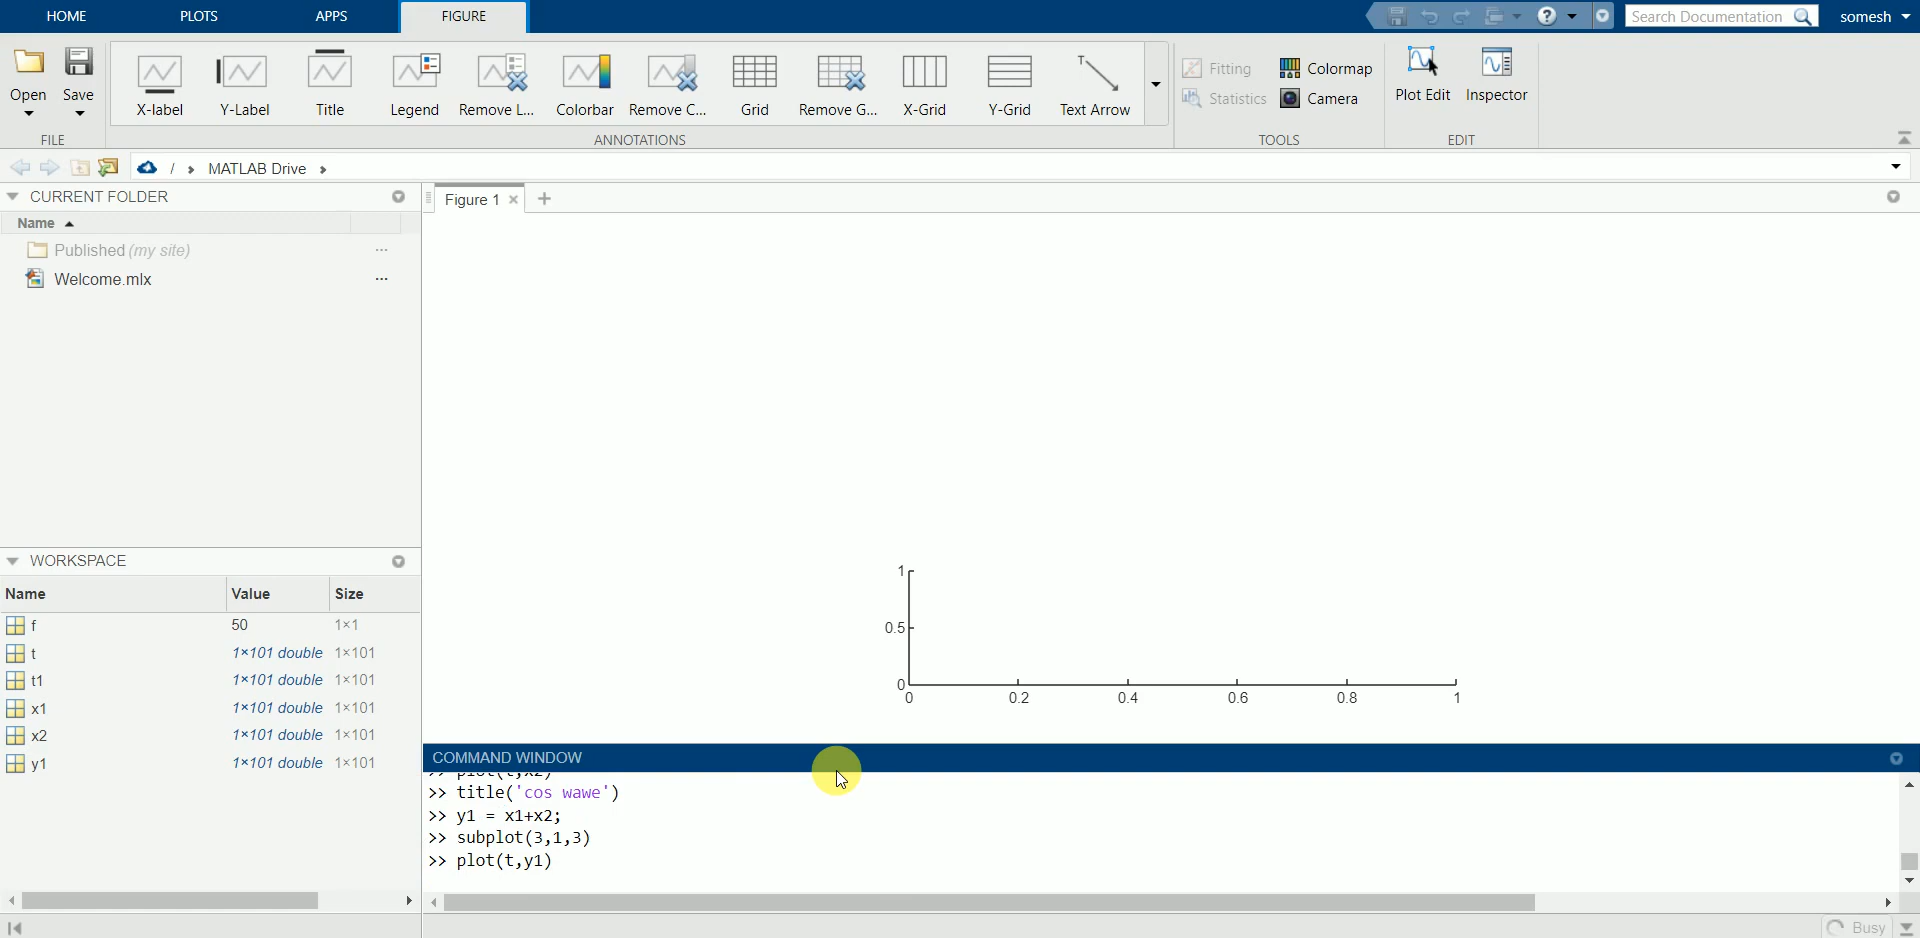 HOME PLOTS APPS FIGURE Search Documentation somesh
Open Save X-label Y-Label Title Legend Remove L... Colorbar Remove C... Grid Remove G... X-Grid Y-Grid Text Arrow Fitting Statistics Colormap Camera Plot Edit Inspector
FILE ANNOTATIONS TOOLS EDIT
/ MATLAB Drive
CURRENT FOLDER
Figure 1
Name
Published (my site)
Welcome.mlx
WORKSPACE
Name Value Size
f 50 1×1
t 1×101 double 1×101
t1 1×101 double 1×101
x1 1×101 double 1×101
x2 1×101 double 1×101
y1 1×101 double 1×101
1
0.5
0
0 0.2 0.4 0.6 0.8 1
COMMAND WINDOW
>> plot(t,x2)
>> title('cos wawe')
>> y1 = x1+x2;
>> subplot(3,1,3)
>> plot(t,y1)
Busy